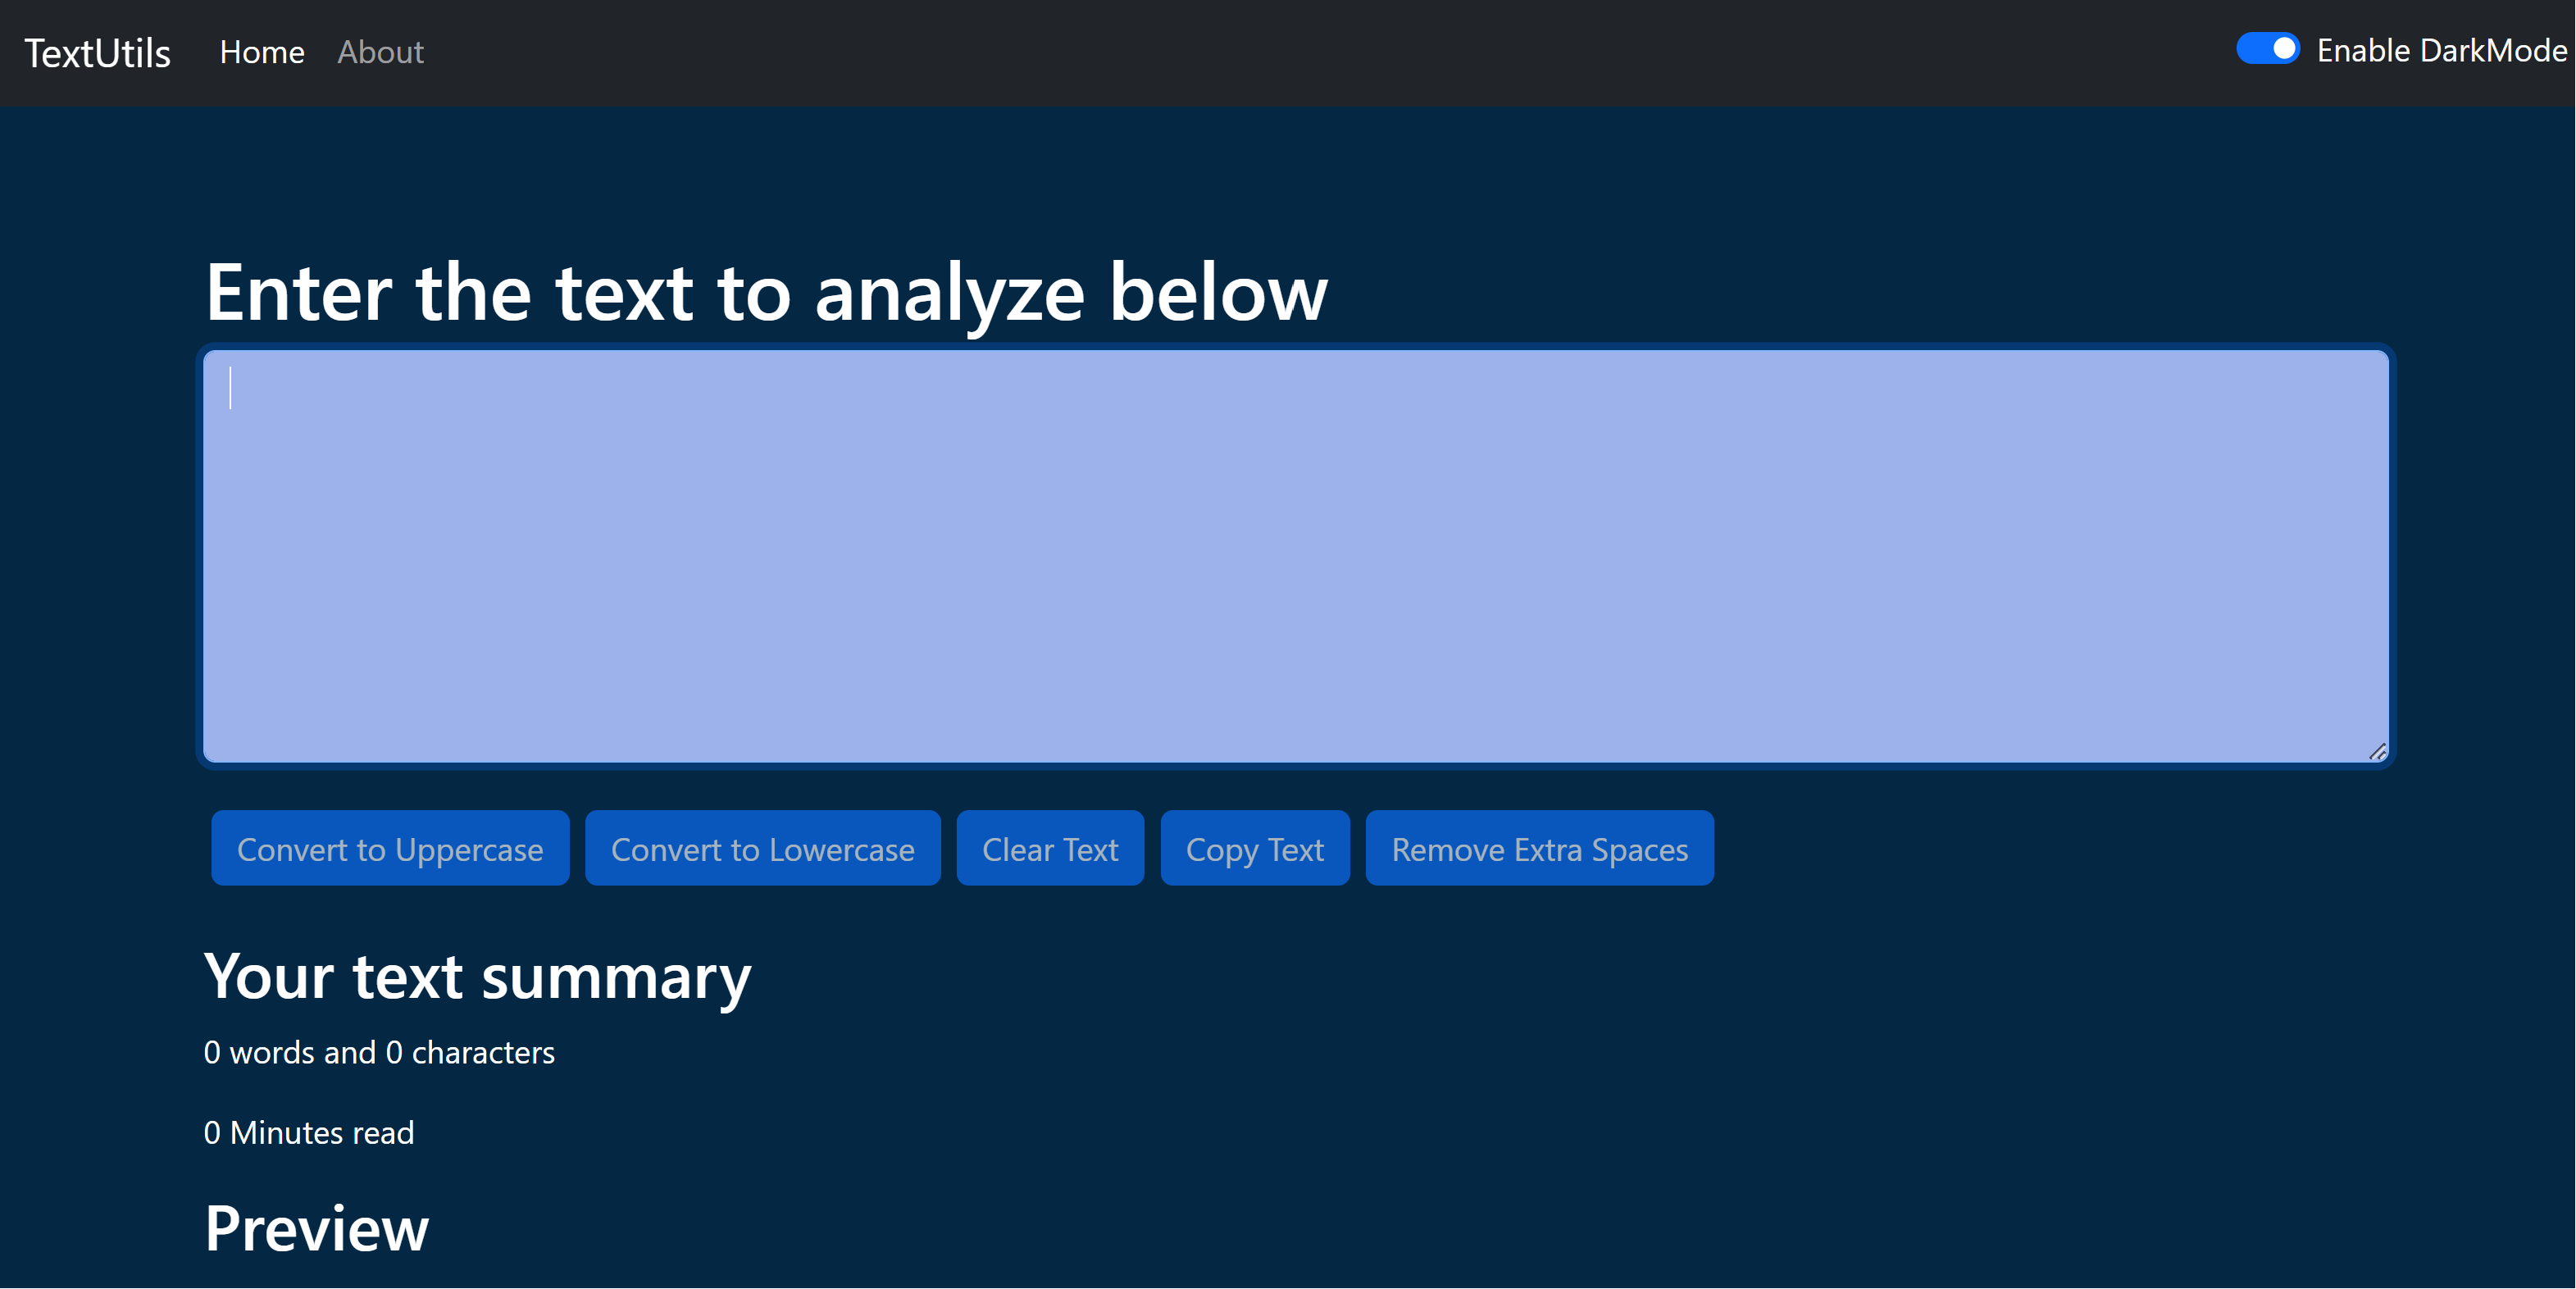 TextUtils Home About Enable DarkMode
Enter the text to analyze below
Convert to Uppercase Convert to Lowercase Clear Text Copy Text Remove Extra Spaces
Your text summary
0 words and 0 characters
0 Minutes read
Preview